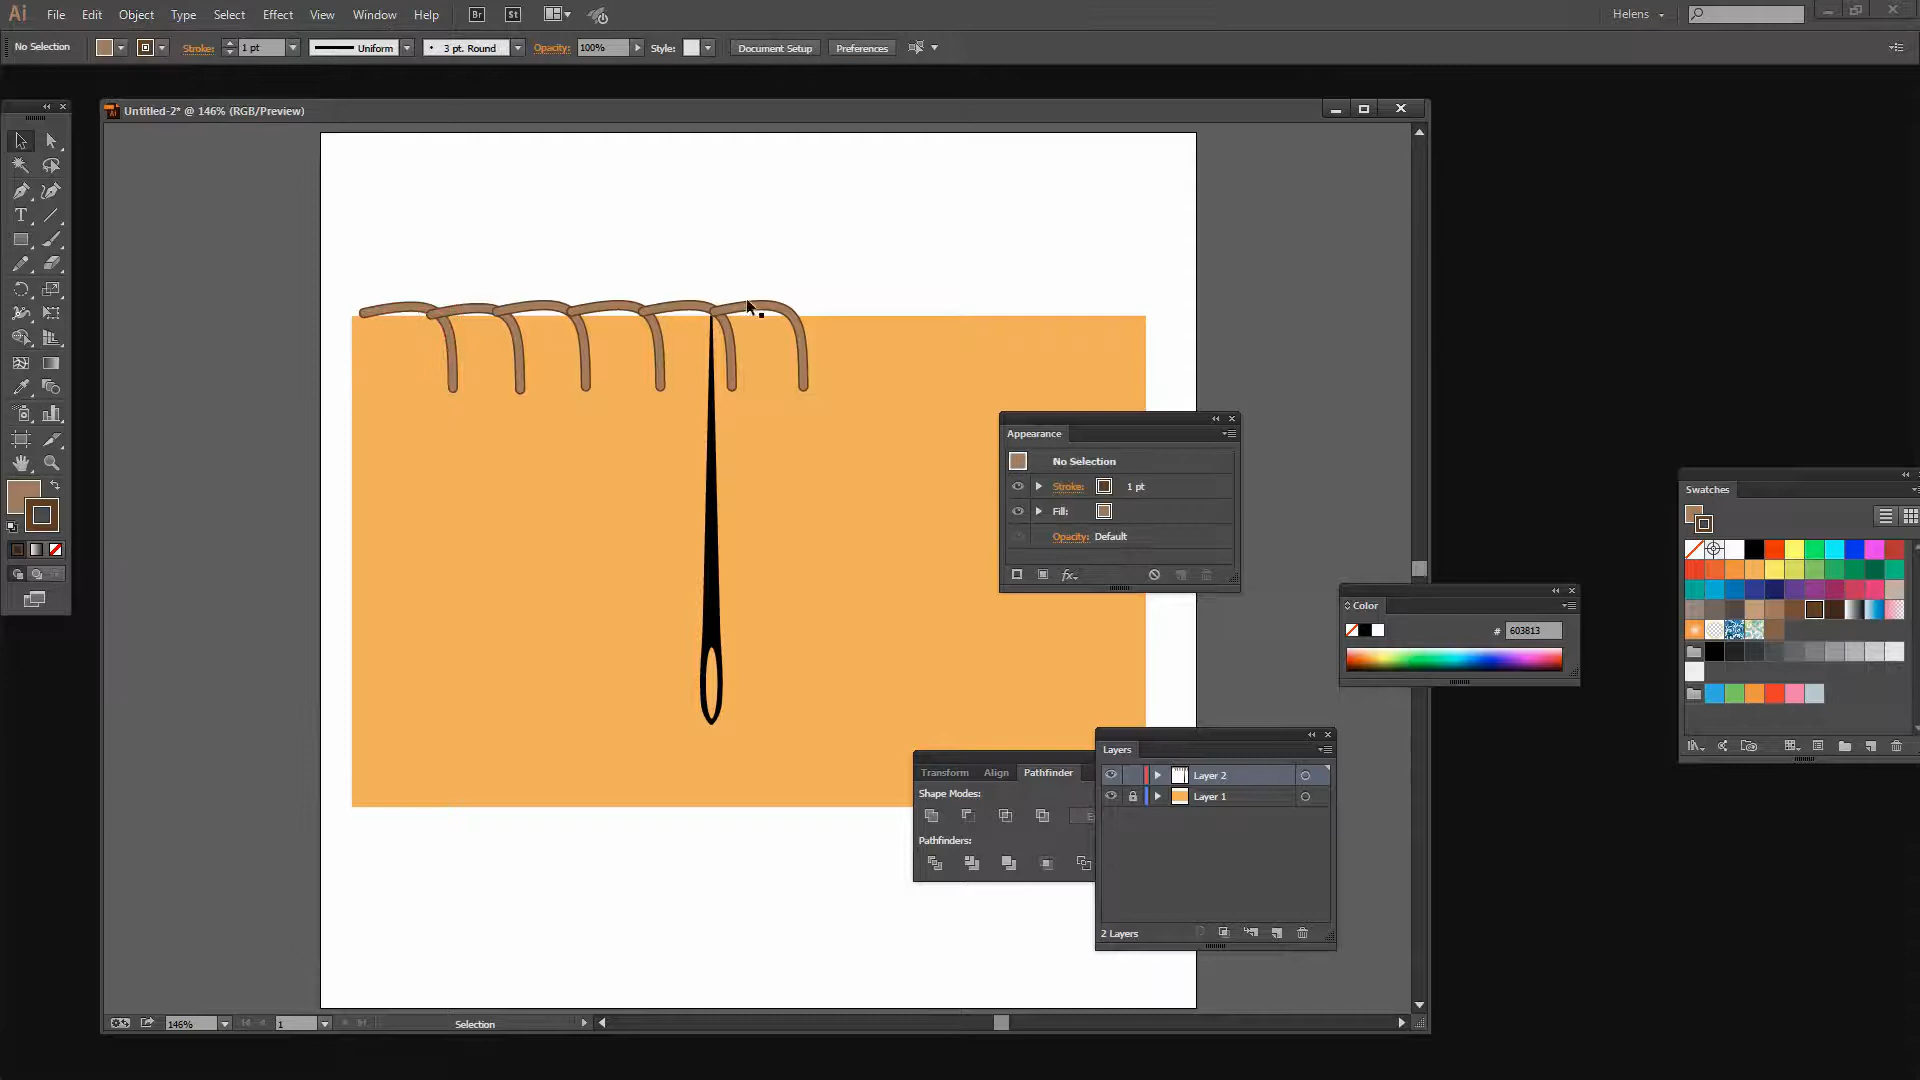 Ai File Edit Object Type Select Effect View Window Help Br St Helens
No Selection Stroke: 1 pt Uniform 3 pt. Round Opacity: 100% Style: Document Setup Preferences
Untitled-2* @ 146% (RGB/Preview)
Appearance
No Selection
Stroke: 1 pt
Fill:
Opacity: Default
fx
Swatches
Color
# 603813
Layers
Layer 2
Layer 1
2 Layers
Transform Align Pathfinder
Shape Modes:
Pathfinders:
146% 1 Selection